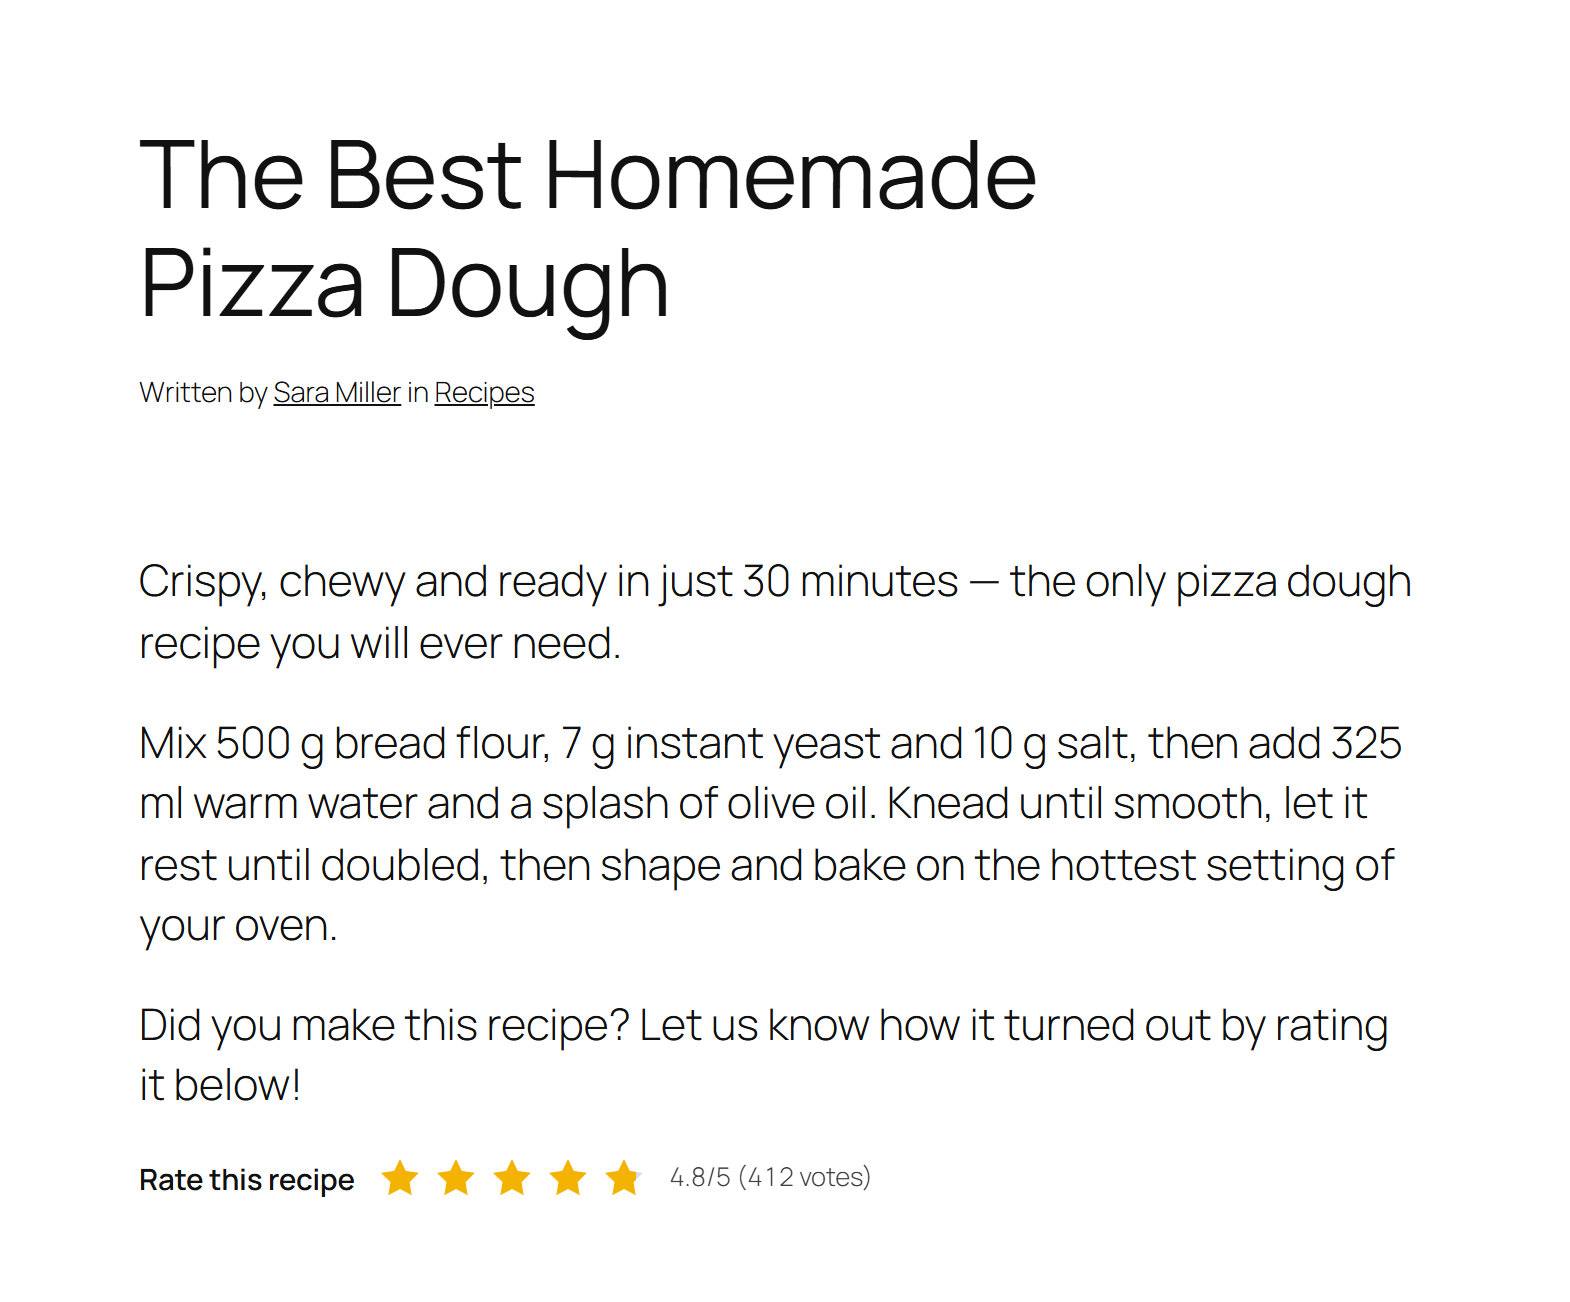 The Best Homemade
Pizza Dough
Written by Sara Miller in Recipes
Crispy, chewy and ready in just 30 minutes — the only pizza dough
recipe you will ever need.
Mix 500 g bread flour, 7 g instant yeast and 10 g salt, then add 325
ml warm water and a splash of olive oil. Knead until smooth, let it
rest until doubled, then shape and bake on the hottest setting of
your oven.
Did you make this recipe? Let us know how it turned out by rating
it below!
Rate this recipe 4.8/5 (412 votes)